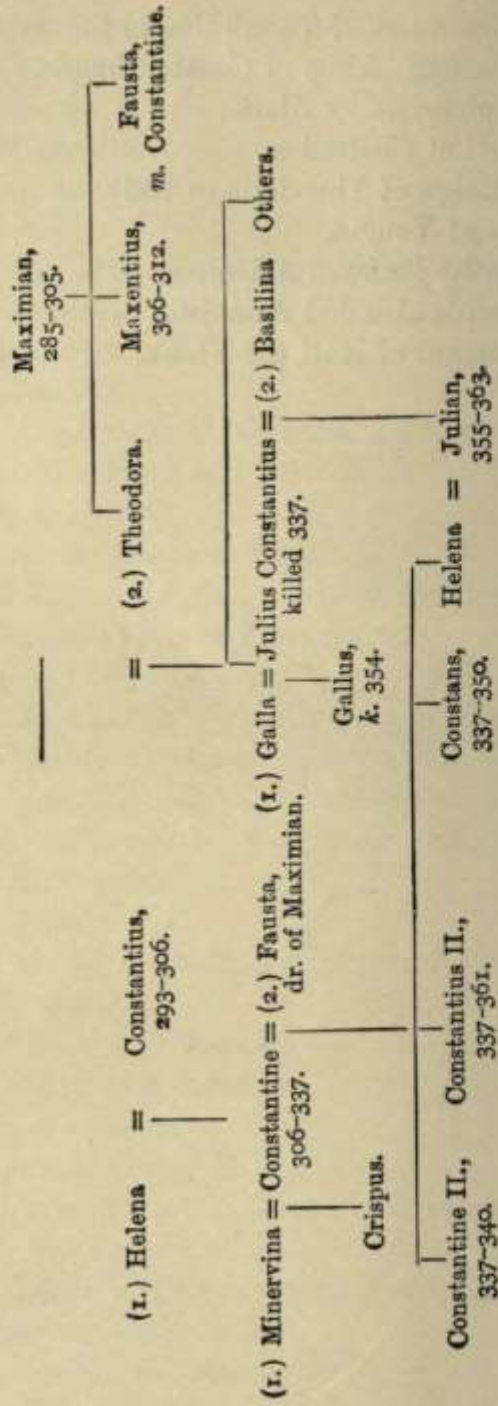 Maximian,
285–305.
(1.) Helena = Constantius, = (2.) Theodora. Maxentius, Fausta,
293–306. 306–312. m. Constantine.
(1.) Minervina = Constantine = (2.) Fausta, (1.) Galla = Julius Constantius = (2.) Basilina Others.
306–337. dr. of Maximian. killed 337.
Crispus. Gallus,
k. 354.
Constantine II., Constantius II., Constans, Helena = Julian,
337–340. 337–361. 337–350. 355–363.